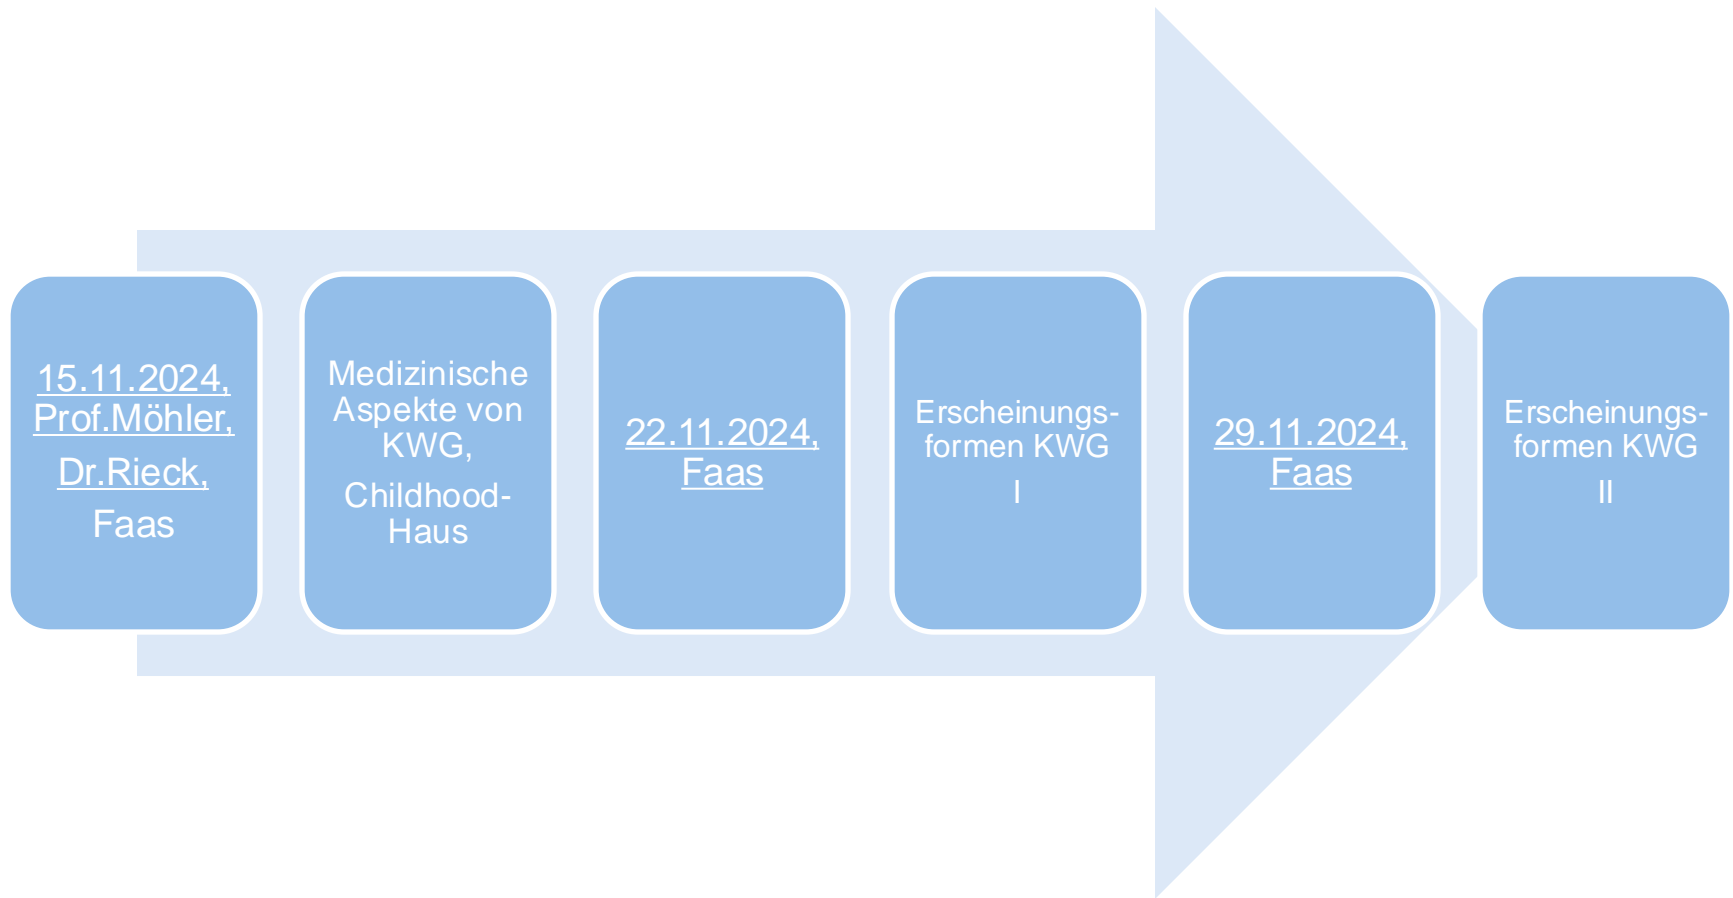 15.11.2024,
Prof.Möhler,
Dr.Rieck,
Faas
Medizinische
Aspekte von
KWG,
Childhood-
Haus
22.11.2024,
Faas
Erscheinungs-
formen KWG
I
29.11.2024,
Faas
Erscheinungs-
formen KWG
II